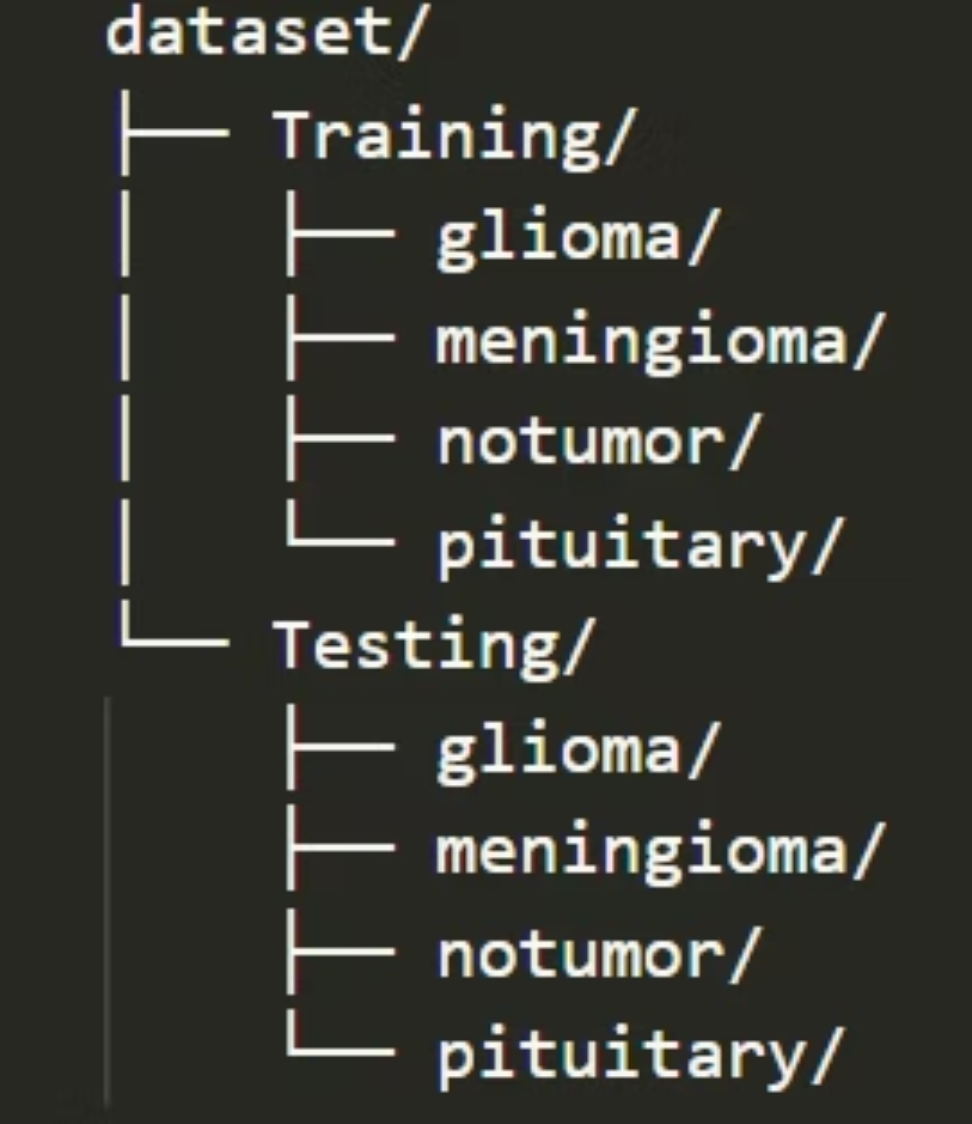 dataset/
├── Training/
│   ├── glioma/
│   ├── meningioma/
│   ├── notumor/
│   └── pituitary/
└── Testing/
    ├── glioma/
    ├── meningioma/
    ├── notumor/
    └── pituitary/